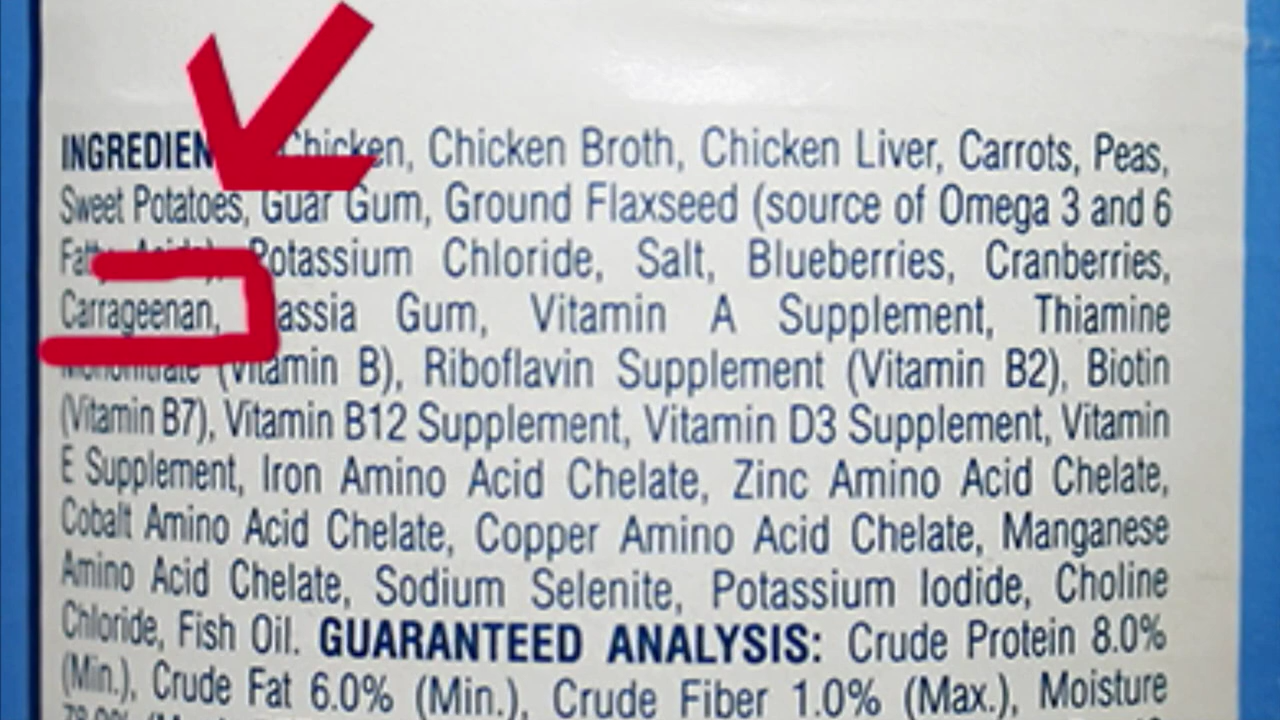 INGREDIEN Chicken, Chicken Broth, Chicken Liver, Carrots, Peas,
Sweet Potatoes, Guar Gum, Ground Flaxseed (source of Omega 3 and 6
Fatty Acids), Potassium Chloride, Salt, Blueberries, Cranberries,
Carrageenan, assia Gum, Vitamin A Supplement, Thiamine
Mononitrate (Vitamin B), Riboflavin Supplement (Vitamin B2), Biotin
(Vitamin B7), Vitamin B12 Supplement, Vitamin D3 Supplement, Vitamin
E Supplement, Iron Amino Acid Chelate, Zinc Amino Acid Chelate,
Cobalt Amino Acid Chelate, Copper Amino Acid Chelate, Manganese
Amino Acid Chelate, Sodium Selenite, Potassium Iodide, Choline
Chloride, Fish Oil. GUARANTEED ANALYSIS: Crude Protein 8.0%
(Min.), Crude Fat 6.0% (Min.), Crude Fiber 1.0% (Max.), Moisture